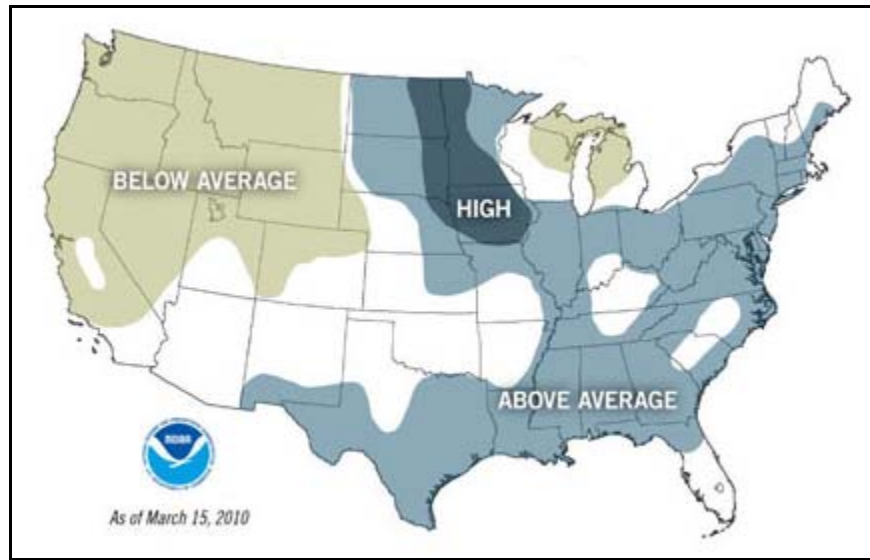 BELOW AVERAGE
HIGH
ABOVE AVERAGE
NOAA
As of March 15, 2010